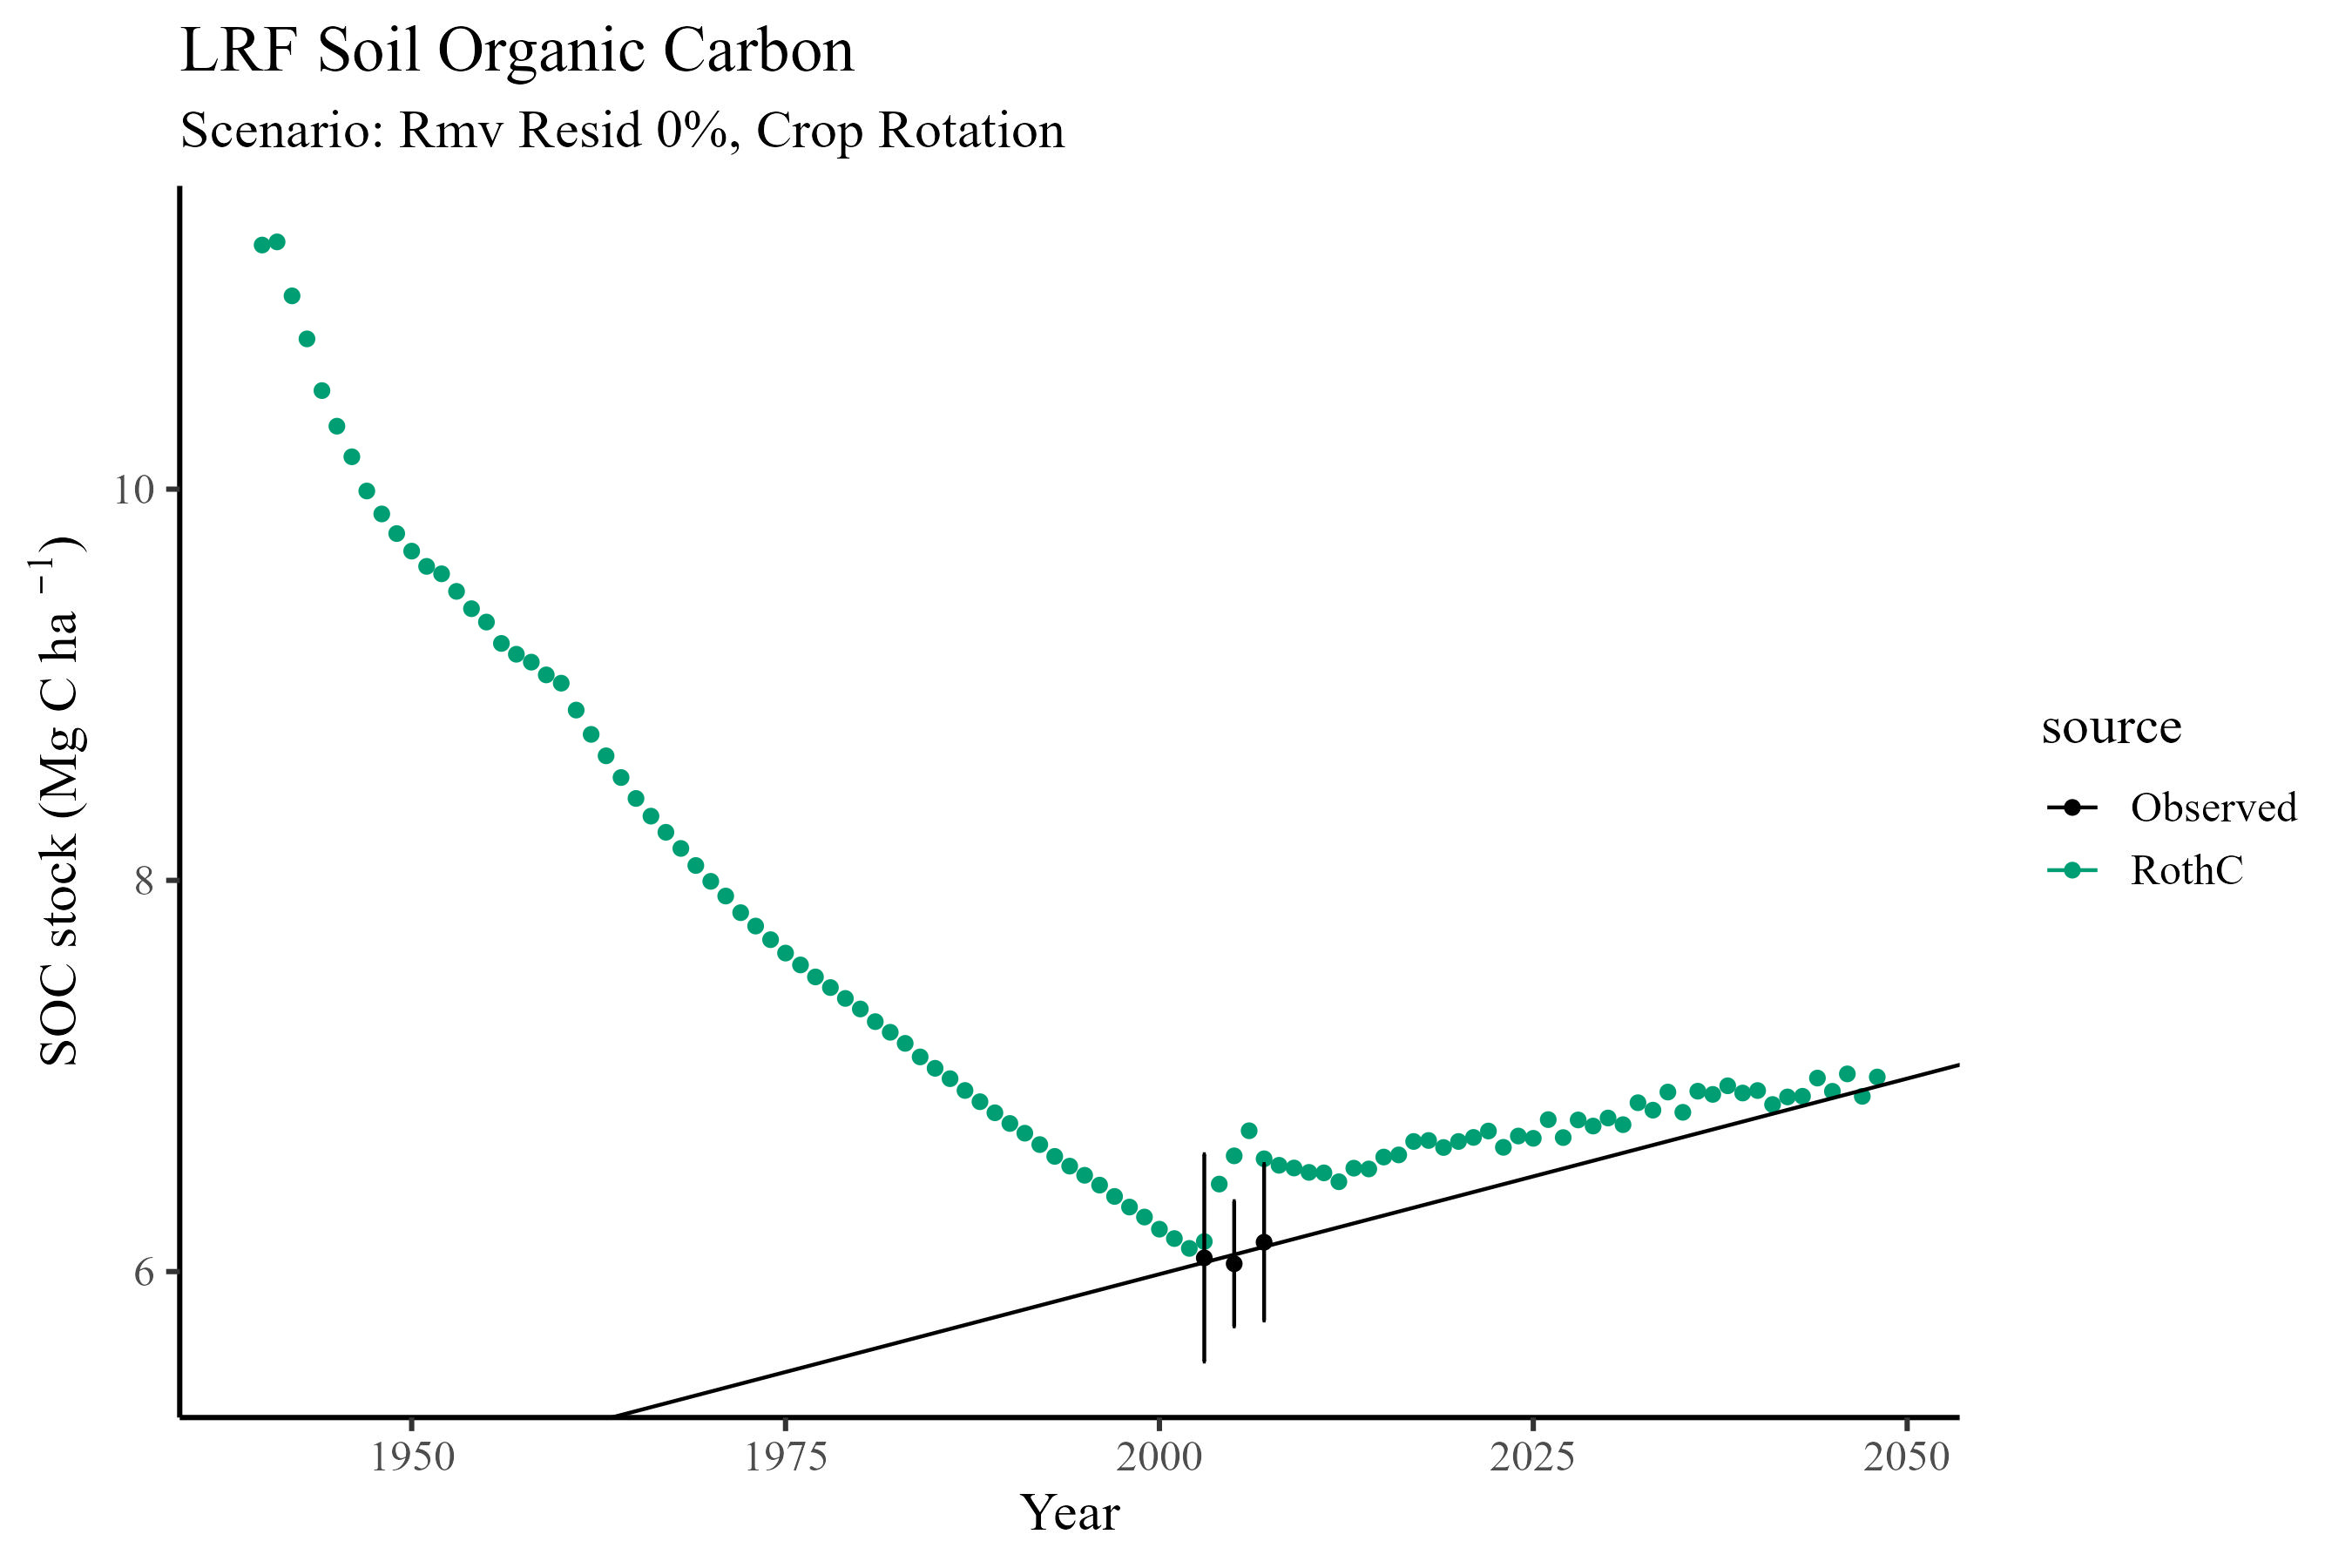 LRF Soil Organic Carbon
Scenario: Rmv Resid 0%, Crop Rotation
SOC stock (Mg C ha⁻¹)
10
8
6
1950 1975 2000 2025 2050
Year
source
Observed
RothC